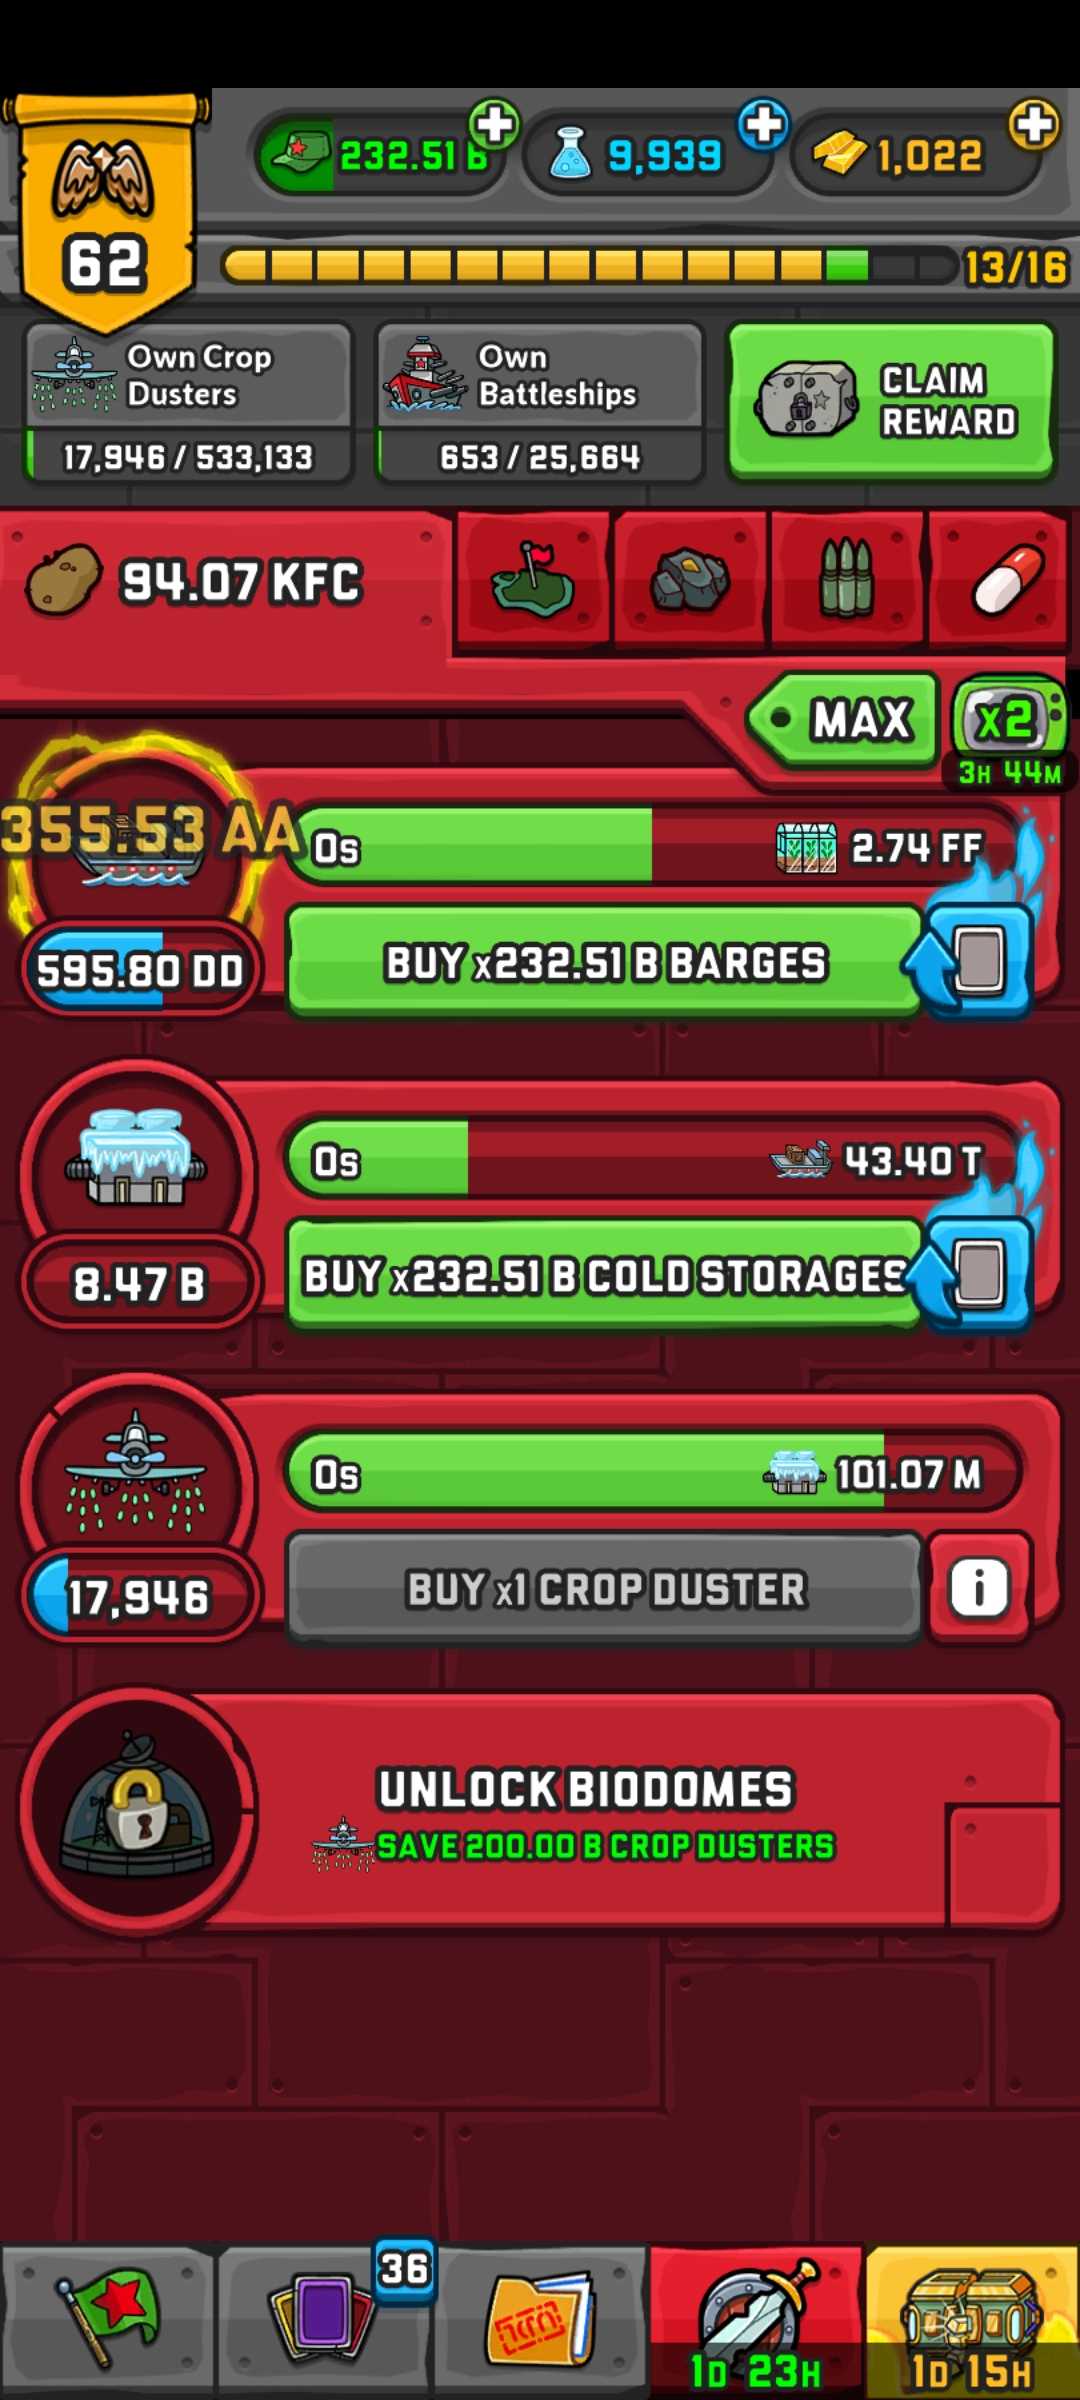 62
232.51 B
9,939
1,022
13/16
Own Crop
Dusters
17,946 / 533,133
Own
Battleships
653 / 25,664
CLAIM
REWARD
94.07 KFC
MAX
x2
3H 44M
355.53 AA
0s
2.74 FF
595.80 DD
BUY x232.51 B BARGES
0s
43.40 T
8.47 B
BUY x232.51 B COLD STORAGES
0s
101.07 M
17,946
BUY x1 CROP DUSTER
i
UNLOCK BIODOMES
SAVE 200.00 B CROP DUSTERS
36
1D 23H
1D 15H